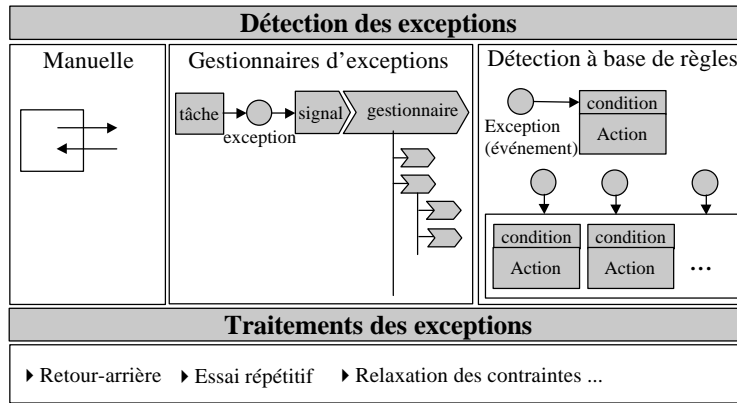 Détection des exceptions
Manuelle
Gestionnaires d'exceptions
tâche
exception
signal
gestionnaire
Détection à base de règles
Exception
(événement)
condition
Action
condition
Action
condition
Action
...
Traitements des exceptions
Retour-arrière
Essai répétitif
Relaxation des contraintes ...